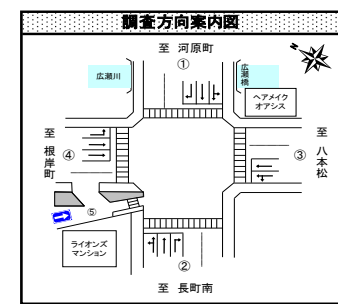 調査方向案内図
至 河原町
①
N
広瀬川
広瀬橋
ヘアメイク
オアシス
至 根岸町
④
③
至 八本松
⑤
ライオンズ
マンション
②
至 長町南